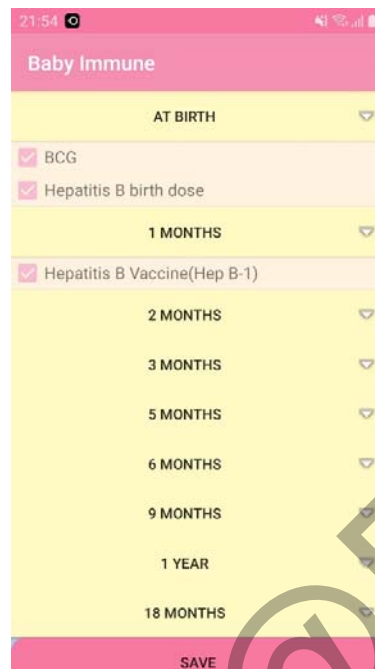 21:54
Baby Immune
AT BIRTH
BCG
Hepatitis B birth dose
1 MONTHS
Hepatitis B Vaccine(Hep B-1)
2 MONTHS
3 MONTHS
5 MONTHS
6 MONTHS
9 MONTHS
1 YEAR
18 MONTHS
SAVE